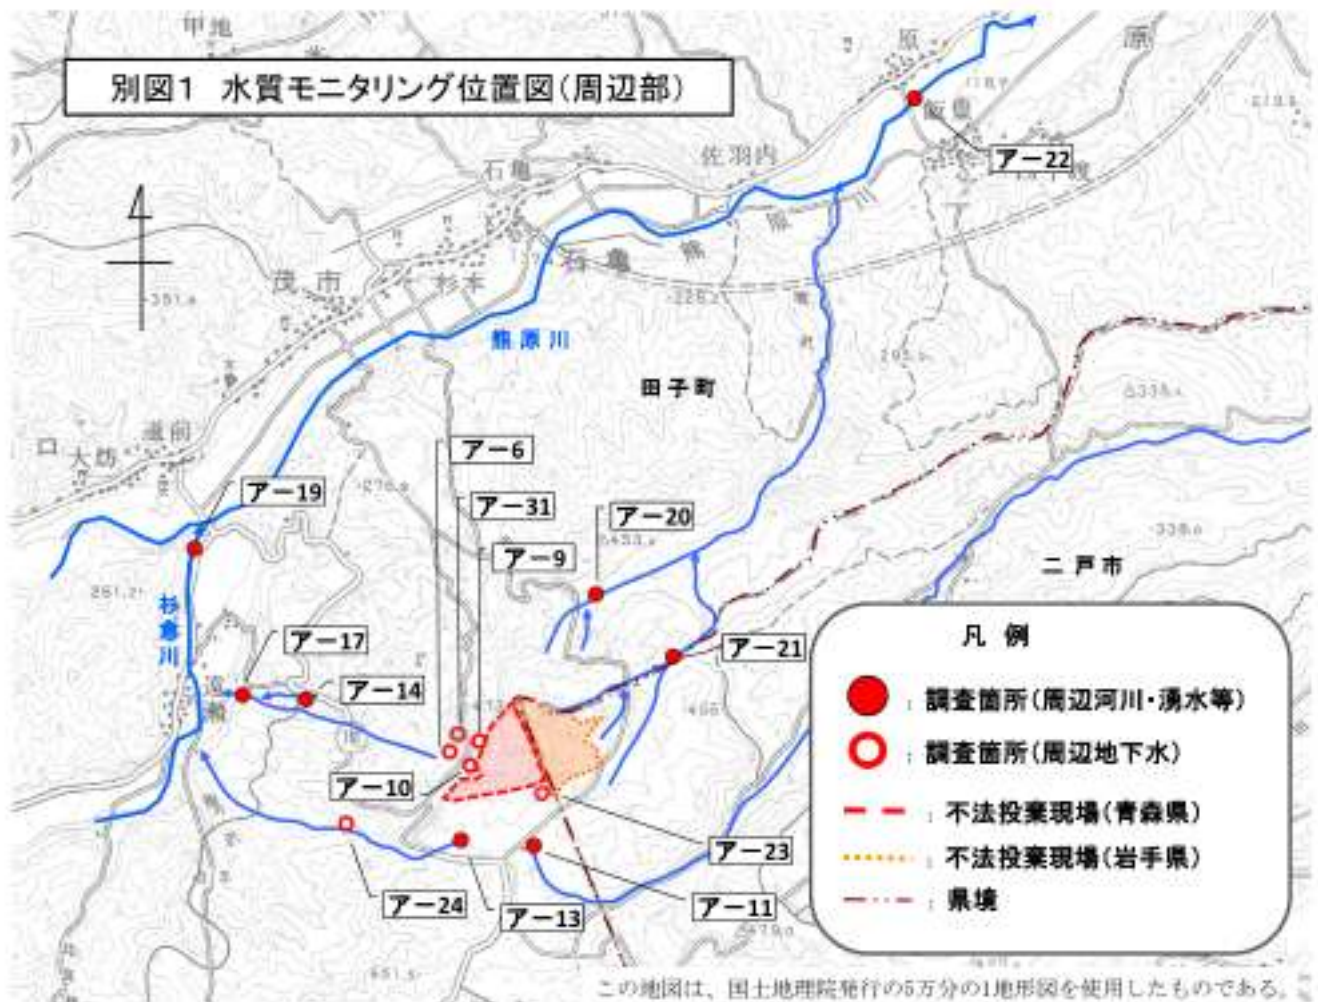 甲地
原
原
別図1 水質モニタリング位置図(周辺部)
飯豊
佐羽内
ア－22
石亀
渡
川
原
熊
石亀
茂市
杉本
熊原川
田子町
ア－6
道前
口
大坊
ア－19
ア－31
ア－20
ア－9
二戸市
杉倉川
ア－17
ア－21
ア－14
凡例
：調査箇所(周辺河川・湧水等)
：調査箇所(周辺地下水)
：不法投棄現場(青森県)
：不法投棄現場(岩手県)
：県境
ア－10
ア－23
ア－24
ア－13
ア－11
この地図は、国土地理院発行の5万分の1地形図を使用したものである。